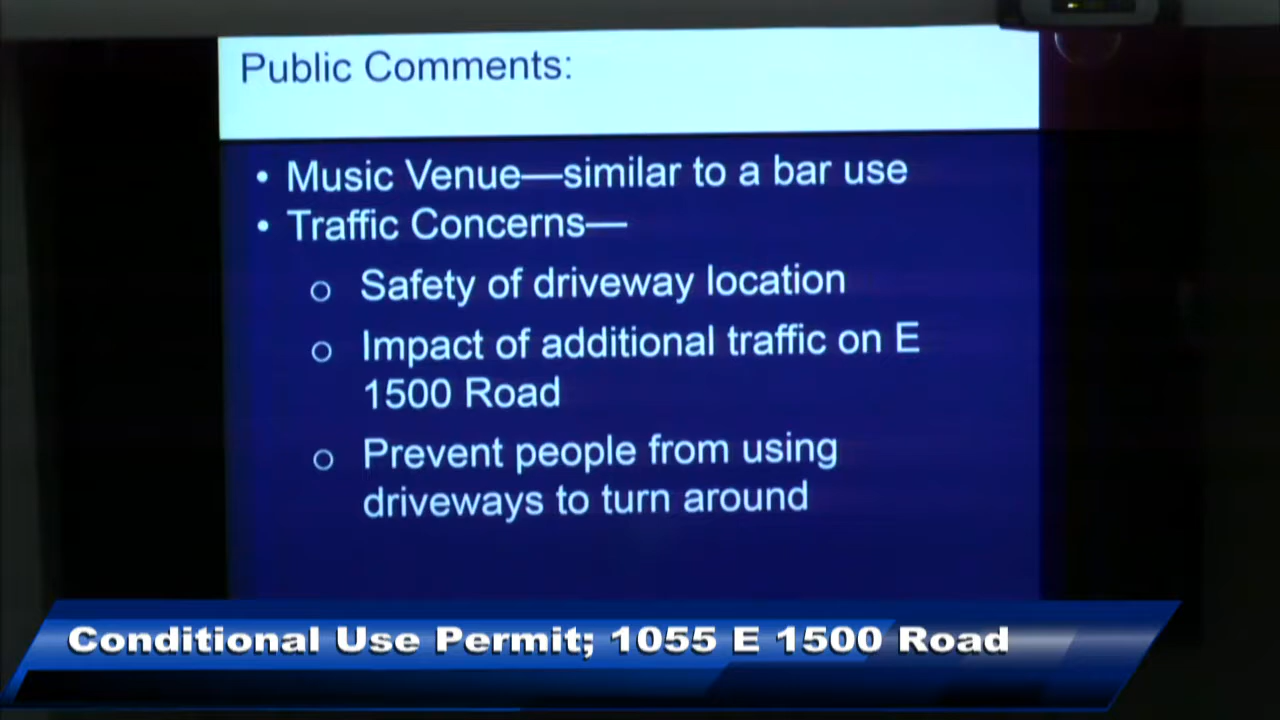 Public Comments:
• Music Venue—similar to a bar use
• Traffic Concerns—
o Safety of driveway location
o Impact of additional traffic on E
1500 Road
o Prevent people from using
driveways to turn around
Conditional Use Permit; 1055 E 1500 Road